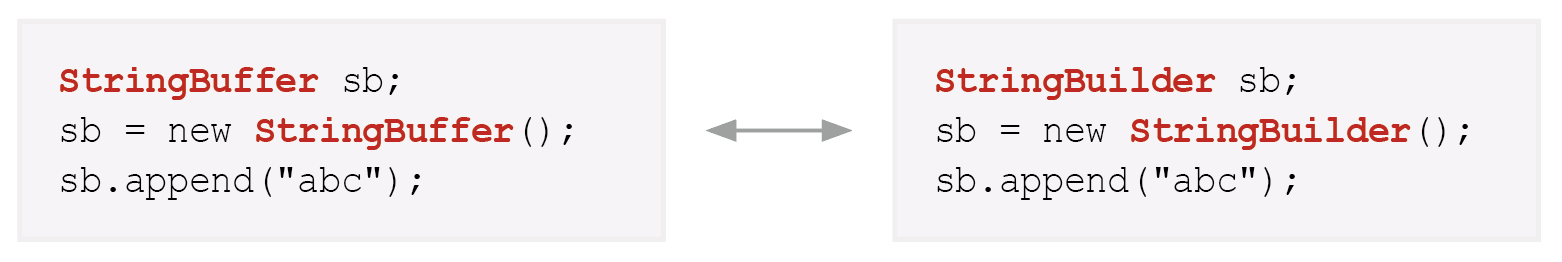 StringBuffer sb;
sb = new StringBuffer();
sb.append("abc");
StringBuilder sb;
sb = new StringBuilder();
sb.append("abc");